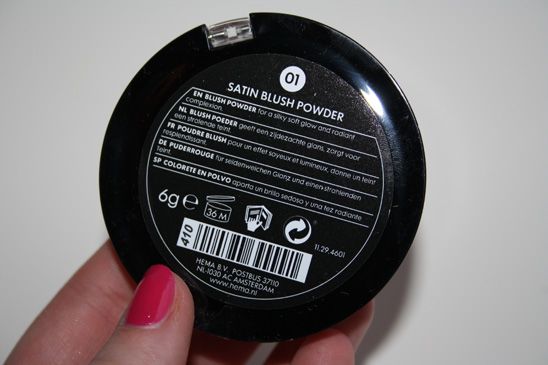 01
SATIN BLUSH POWDER
EN BLUSH POWDER for a silky soft glow and radiant
complexion.
NL BLUSH POEDER geeft een zijdezachte glans, zorgt voor
een stralende teint.
FR POUDRE BLUSH pour un effet soyeux et lumineux, donne un teint
resplendissant.
DE PUDERROUGE für seidenweichen Glanz und einen strahlenden
Teint.
SP COLORETE EN POLVO aporta un brillo sedoso y una tez radiante
6g e
36 M
11.29.4601
410
HEMA B.V. POSTBUS 37110
NL-1030 AC AMSTERDAM
www.hema.nl